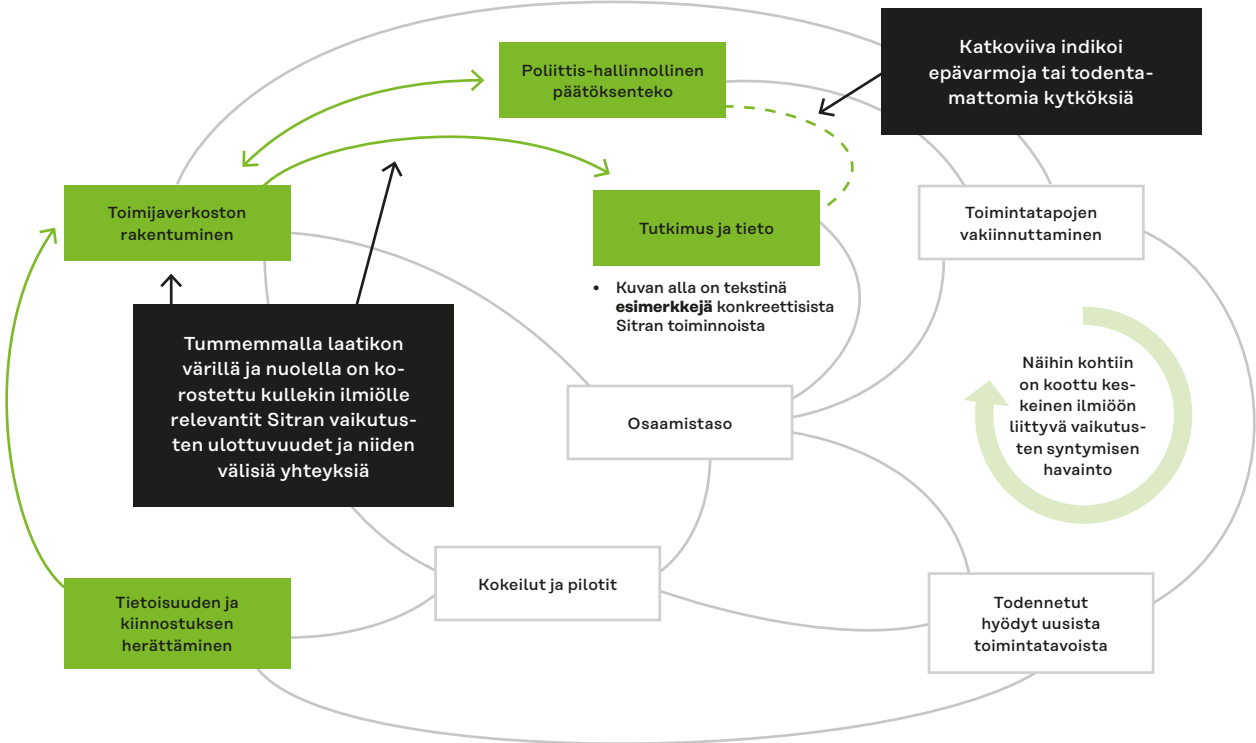 Poliittis-hallinnollinen
päätöksenteko
Katkoviiva indikoi
epävarmoja tai todenta-
mattomia kytköksiä
Toimijaverkoston
rakentuminen
Tutkimus ja tieto
Toimintatapojen
vakiinnuttaminen
• Kuvan alla on tekstinä
esimerkkejä konkreettisista
Sitran toiminnoista
Tummemmalla laatikon
värillä ja nuolella on ko-
rostettu kullekin ilmiölle
relevantit Sitran vaikutus-
ten ulottuvuudet ja niiden
välisiä yhteyksiä
Näihin kohtiin
on koottu kes-
keinen ilmiöön
liittyvä vaikutus-
ten syntymisen
havainto
Osaamistaso
Kokeilut ja pilotit
Tietoisuuden ja
kiinnostuksen
herättäminen
Todennetut
hyödyt uusista
toimintatavoista